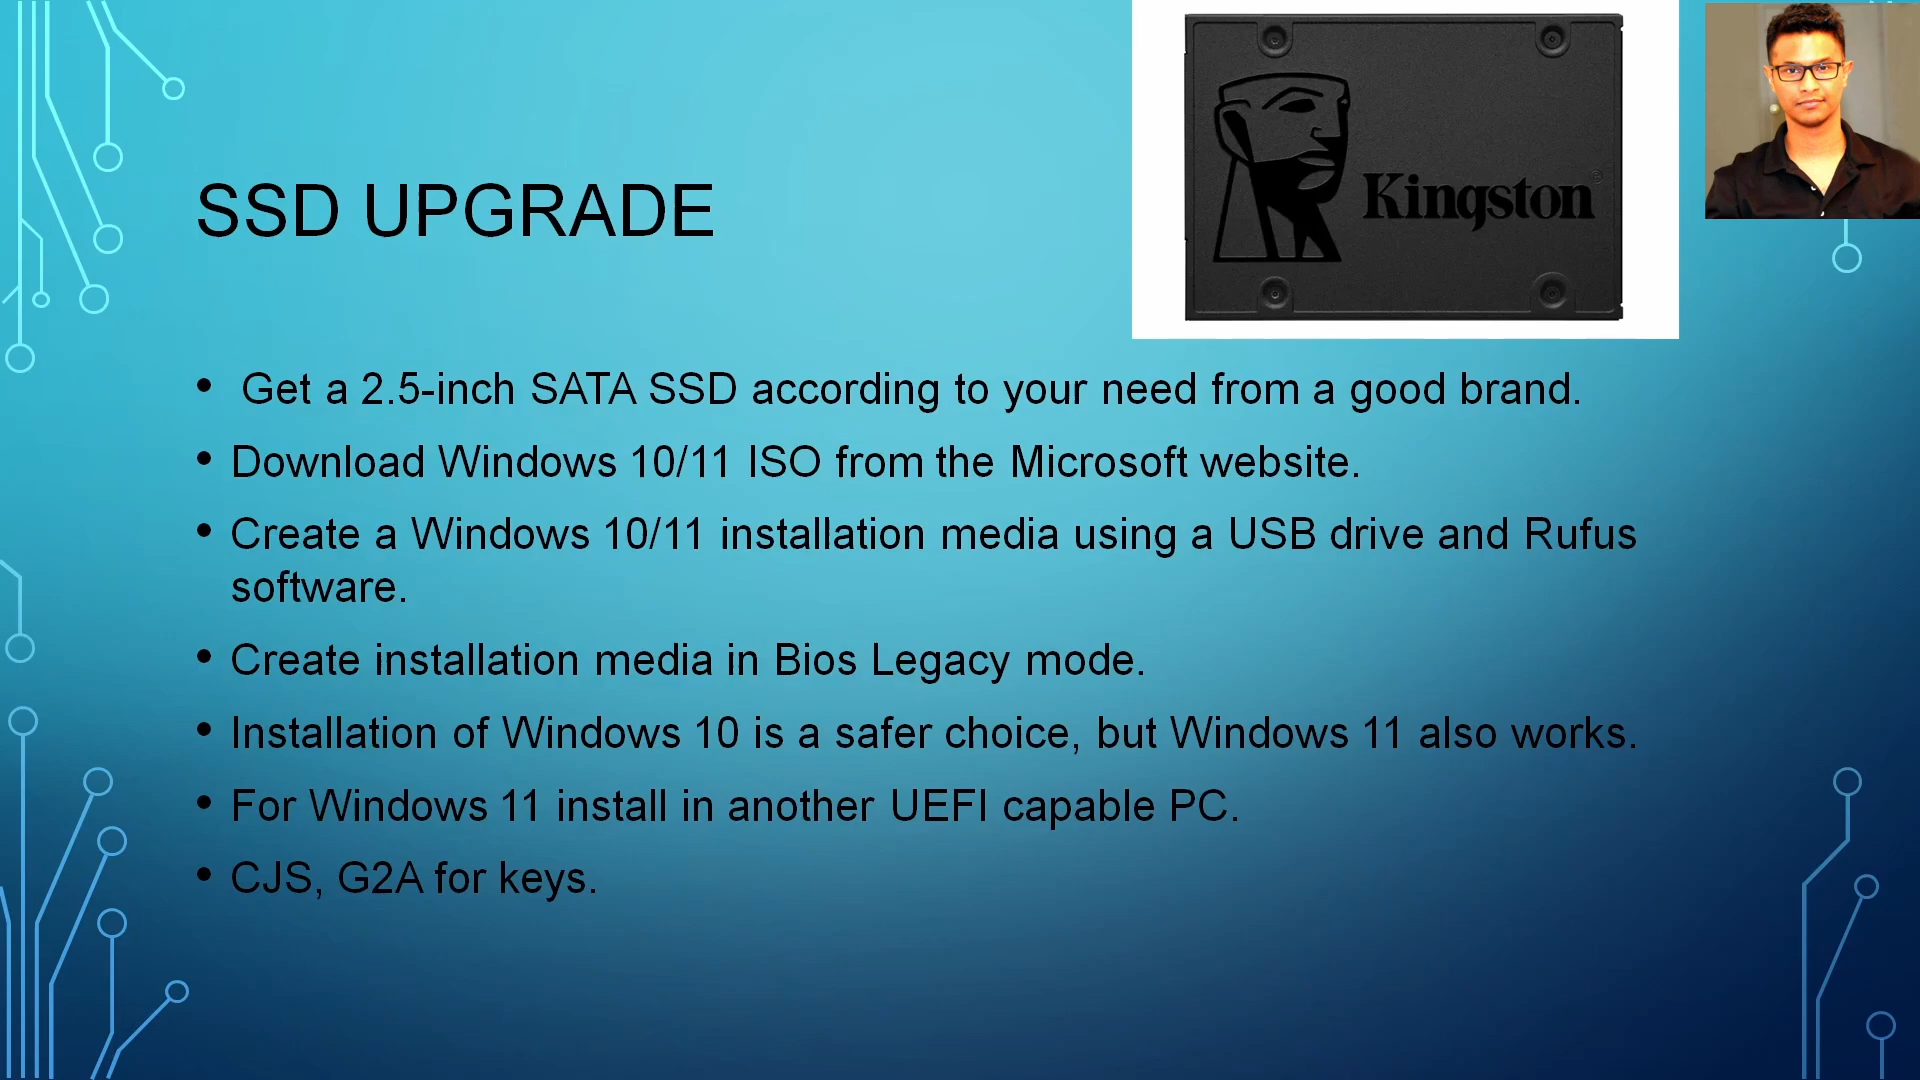 Kingston
SSD UPGRADE
• Get a 2.5-inch SATA SSD according to your need from a good brand.
• Download Windows 10/11 ISO from the Microsoft website.
• Create a Windows 10/11 installation media using a USB drive and Rufus
software.
• Create installation media in Bios Legacy mode.
• Installation of Windows 10 is a safer choice, but Windows 11 also works.
• For Windows 11 install in another UEFI capable PC.
• CJS, G2A for keys.